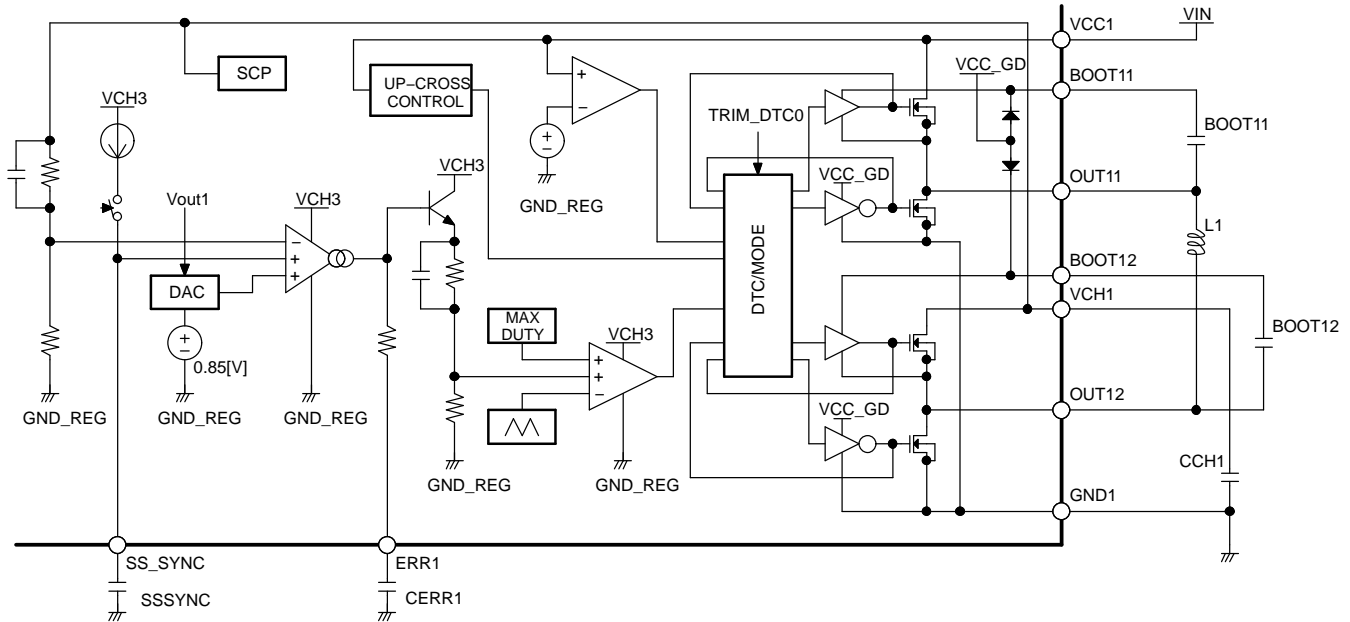 VCC1
VIN
SCP
VCH3
UP-CROSS
CONTROL
VCC_GD
BOOT11
BOOT11
TRIM_DTC0
VCH3
VCC_GD
GND_REG
Vout1
VCH3
OUT11
L1
DAC
DTC/MODE
BOOT12
VCH1
MAX
DUTY
VCH3
BOOT12
0.85[V]
GND_REG
GND_REG
GND_REG
VCC_GD
OUT12
CCH1
GND_REG
GND_REG
GND1
SS_SYNC
ERR1
SSSYNC
CERR1